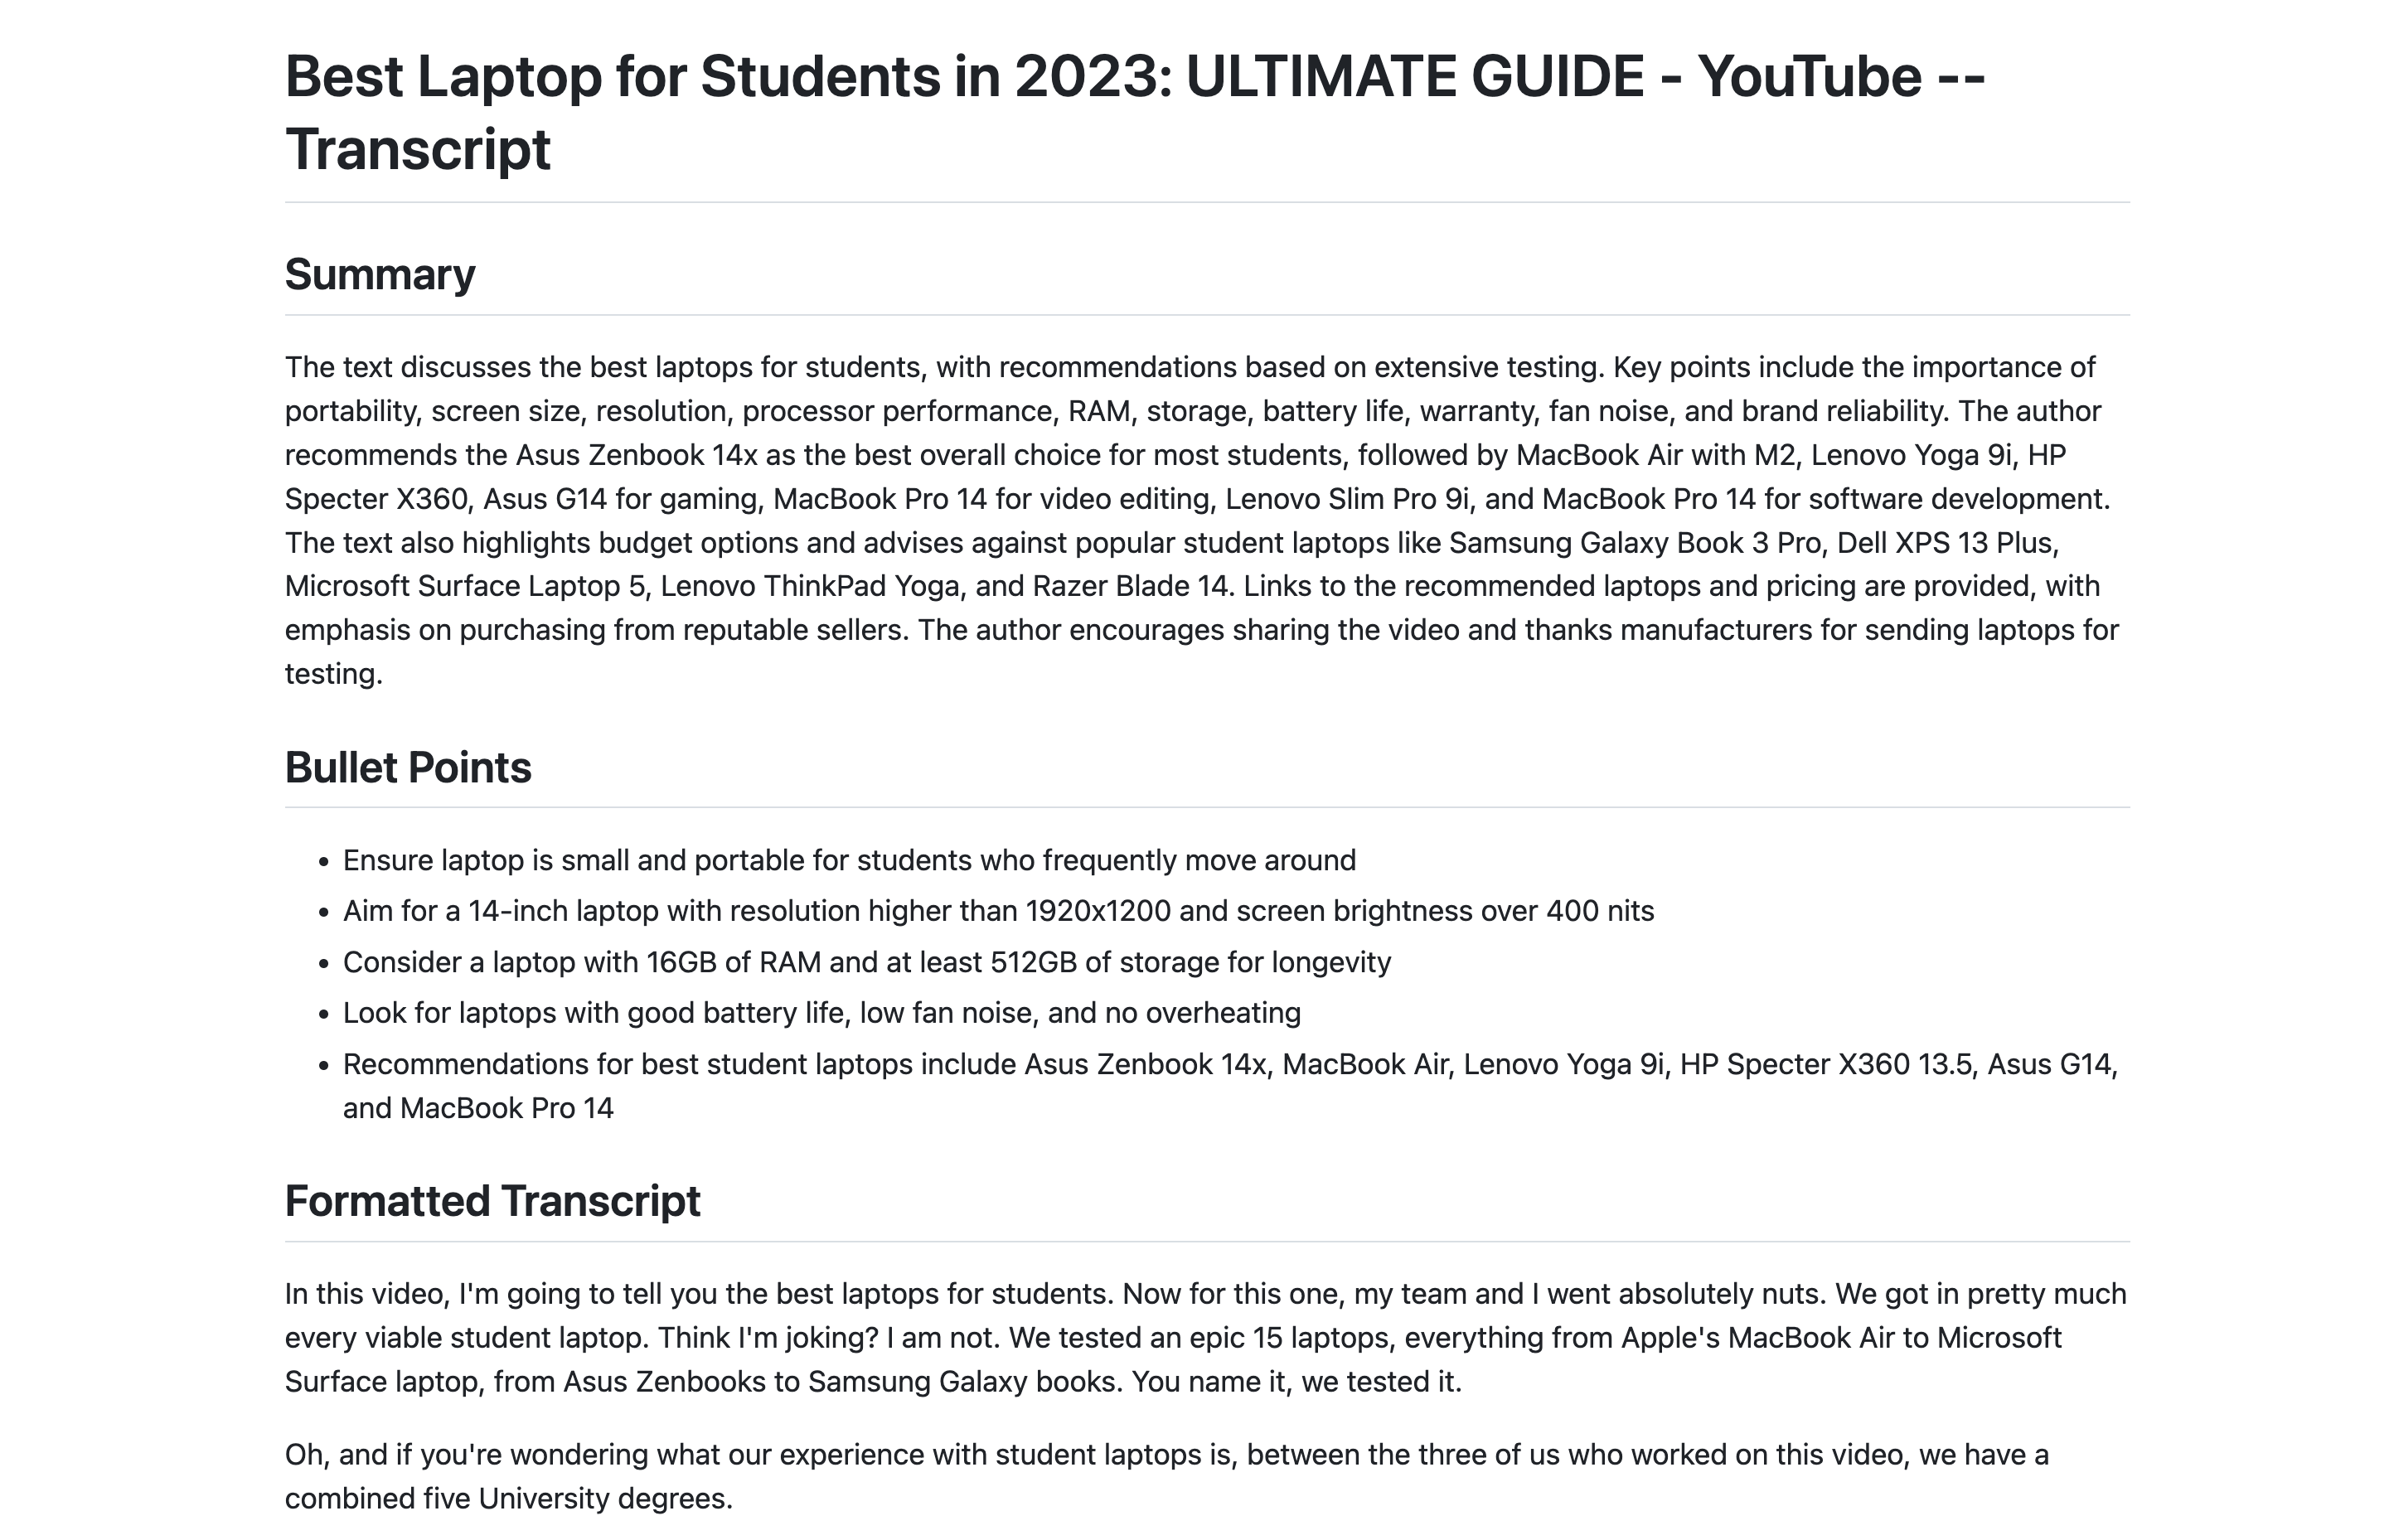 Best Laptop for Students in 2023: ULTIMATE GUIDE - YouTube --
Transcript
Summary
The text discusses the best laptops for students, with recommendations based on extensive testing. Key points include the importance of
portability, screen size, resolution, processor performance, RAM, storage, battery life, warranty, fan noise, and brand reliability. The author
recommends the Asus Zenbook 14x as the best overall choice for most students, followed by MacBook Air with M2, Lenovo Yoga 9i, HP
Specter X360, Asus G14 for gaming, MacBook Pro 14 for video editing, Lenovo Slim Pro 9i, and MacBook Pro 14 for software development.
The text also highlights budget options and advises against popular student laptops like Samsung Galaxy Book 3 Pro, Dell XPS 13 Plus,
Microsoft Surface Laptop 5, Lenovo ThinkPad Yoga, and Razer Blade 14. Links to the recommended laptops and pricing are provided, with
emphasis on purchasing from reputable sellers. The author encourages sharing the video and thanks manufacturers for sending laptops for
testing.
Bullet Points
• Ensure laptop is small and portable for students who frequently move around
• Aim for a 14-inch laptop with resolution higher than 1920x1200 and screen brightness over 400 nits
• Consider a laptop with 16GB of RAM and at least 512GB of storage for longevity
• Look for laptops with good battery life, low fan noise, and no overheating
• Recommendations for best student laptops include Asus Zenbook 14x, MacBook Air, Lenovo Yoga 9i, HP Specter X360 13.5, Asus G14,
and MacBook Pro 14
Formatted Transcript
In this video, I'm going to tell you the best laptops for students. Now for this one, my team and I went absolutely nuts. We got in pretty much
every viable student laptop. Think I'm joking? I am not. We tested an epic 15 laptops, everything from Apple's MacBook Air to Microsoft
Surface laptop, from Asus Zenbooks to Samsung Galaxy books. You name it, we tested it.
Oh, and if you're wondering what our experience with student laptops is, between the three of us who worked on this video, we have a
combined five University degrees.